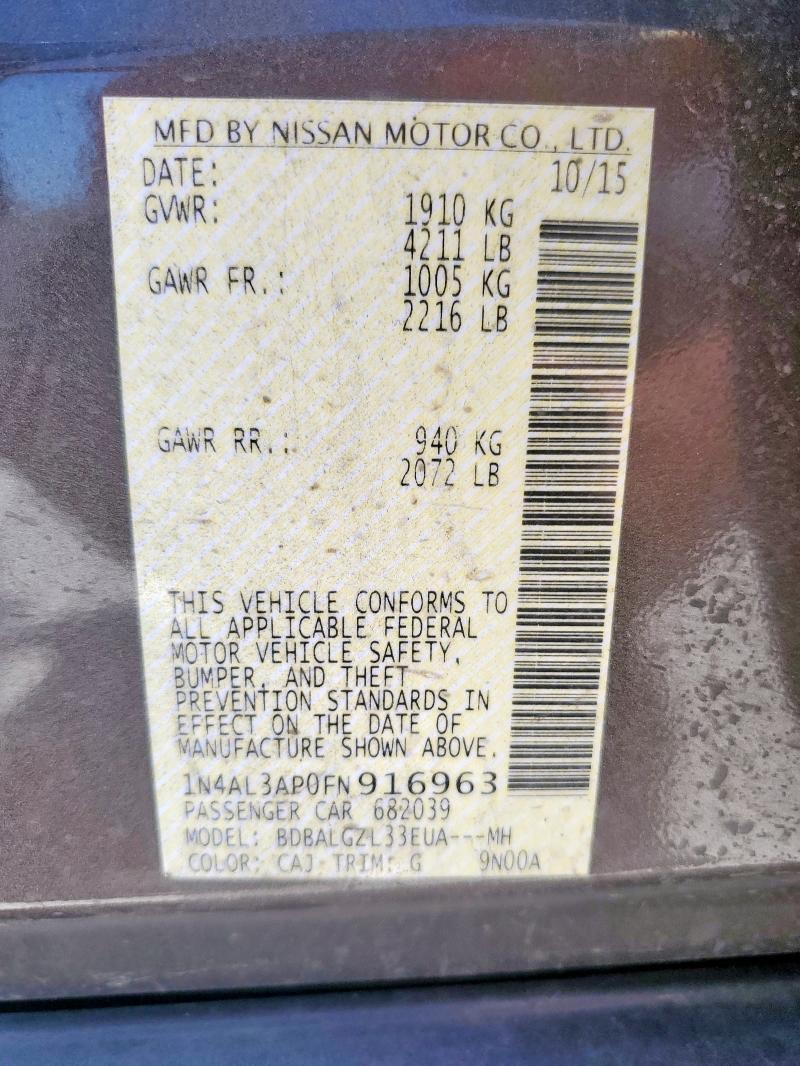 MFD BY NISSAN MOTOR CO., LTD.
DATE: 10/15
GVWR: 1910 KG
4211 LB
GAWR FR.: 1005 KG
2216 LB
GAWR RR.: 940 KG
2072 LB
THIS VEHICLE CONFORMS TO
ALL APPLICABLE FEDERAL
MOTOR VEHICLE SAFETY,
BUMPER, AND THEFT
PREVENTION STANDARDS IN
EFFECT ON THE DATE OF
MANUFACTURE SHOWN ABOVE.
1N4AL3AP0FN916963
PASSENGER CAR 682039
MODEL: BDBALGZL33EUA---MH
COLOR: CAJ TRIM: G 9N00A